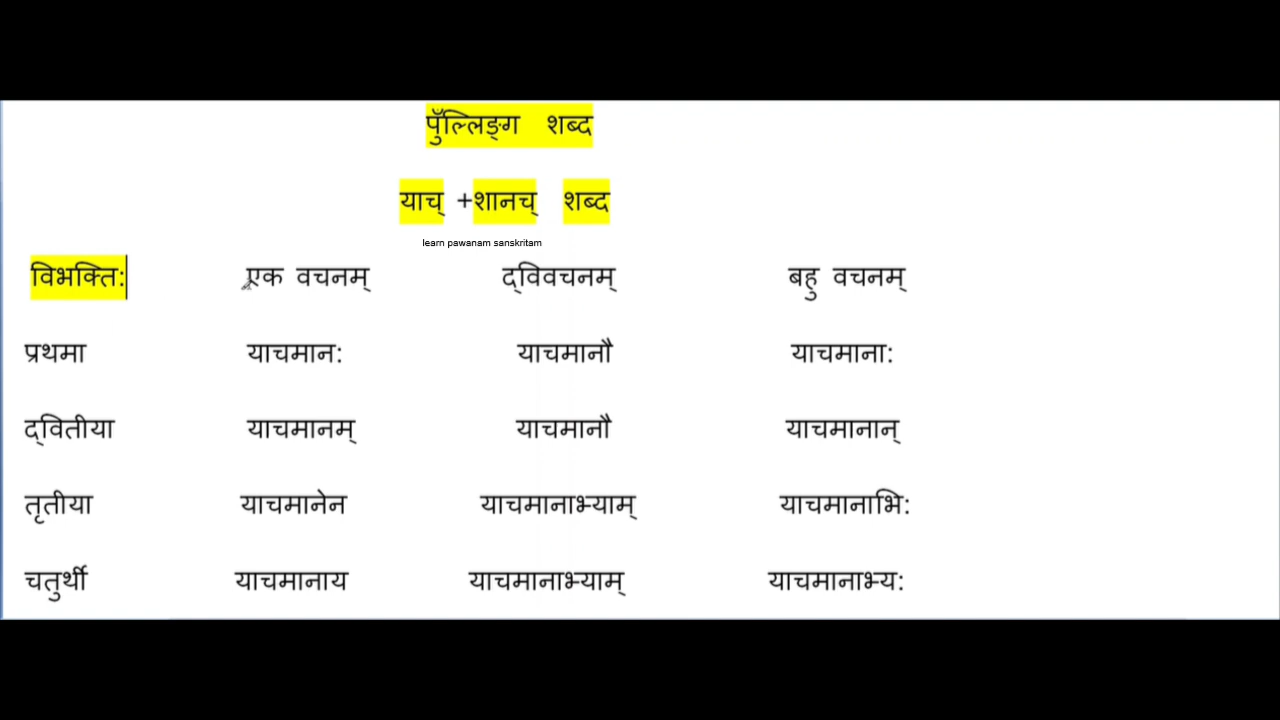 पुँल्लिङ्ग शब्द
याच् +शानच् शब्द
learn pawanam sanskritam
विभक्ति: एक वचनम् द्विवचनम् बहु वचनम्
प्रथमा याचमान: याचमानौ याचमाना:
द्वितीया याचमानम् याचमानौ याचमानान्
तृतीया याचमानेन याचमानाभ्याम् याचमानाभि:
चतुर्थी याचमानाय याचमानाभ्याम् याचमानाभ्य: